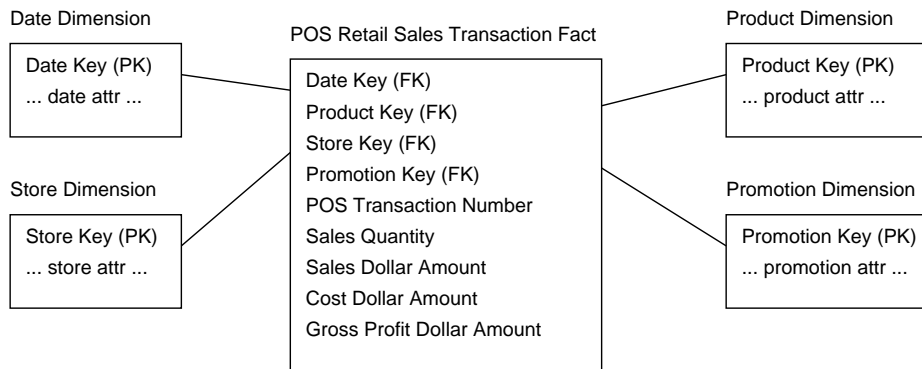 Date Dimension
Date Key (PK)
... date attr ...
Store Dimension
Store Key (PK)
... store attr ...
POS Retail Sales Transaction Fact
Date Key (FK)
Product Key (FK)
Store Key (FK)
Promotion Key (FK)
POS Transaction Number
Sales Quantity
Sales Dollar Amount
Cost Dollar Amount
Gross Profit Dollar Amount
Product Dimension
Product Key (PK)
... product attr ...
Promotion Dimension
Promotion Key (PK)
... promotion attr ...